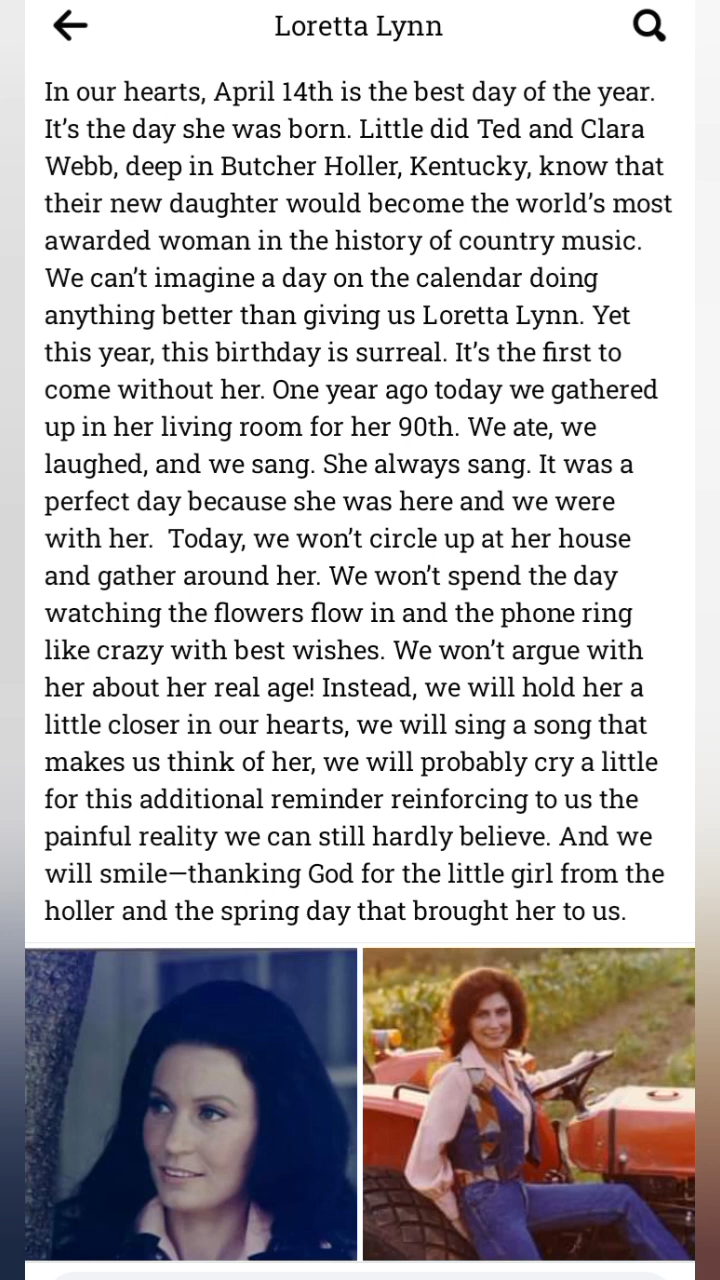 Loretta Lynn
In our hearts, April 14th is the best day of the year.
It’s the day she was born. Little did Ted and Clara
Webb, deep in Butcher Holler, Kentucky, know that
their new daughter would become the world’s most
awarded woman in the history of country music.
We can’t imagine a day on the calendar doing
anything better than giving us Loretta Lynn. Yet
this year, this birthday is surreal. It’s the first to
come without her. One year ago today we gathered
up in her living room for her 90th. We ate, we
laughed, and we sang. She always sang. It was a
perfect day because she was here and we were
with her.  Today, we won’t circle up at her house
and gather around her. We won’t spend the day
watching the flowers flow in and the phone ring
like crazy with best wishes. We won’t argue with
her about her real age! Instead, we will hold her a
little closer in our hearts, we will sing a song that
makes us think of her, we will probably cry a little
for this additional reminder reinforcing to us the
painful reality we can still hardly believe. And we
will smile—thanking God for the little girl from the
holler and the spring day that brought her to us.